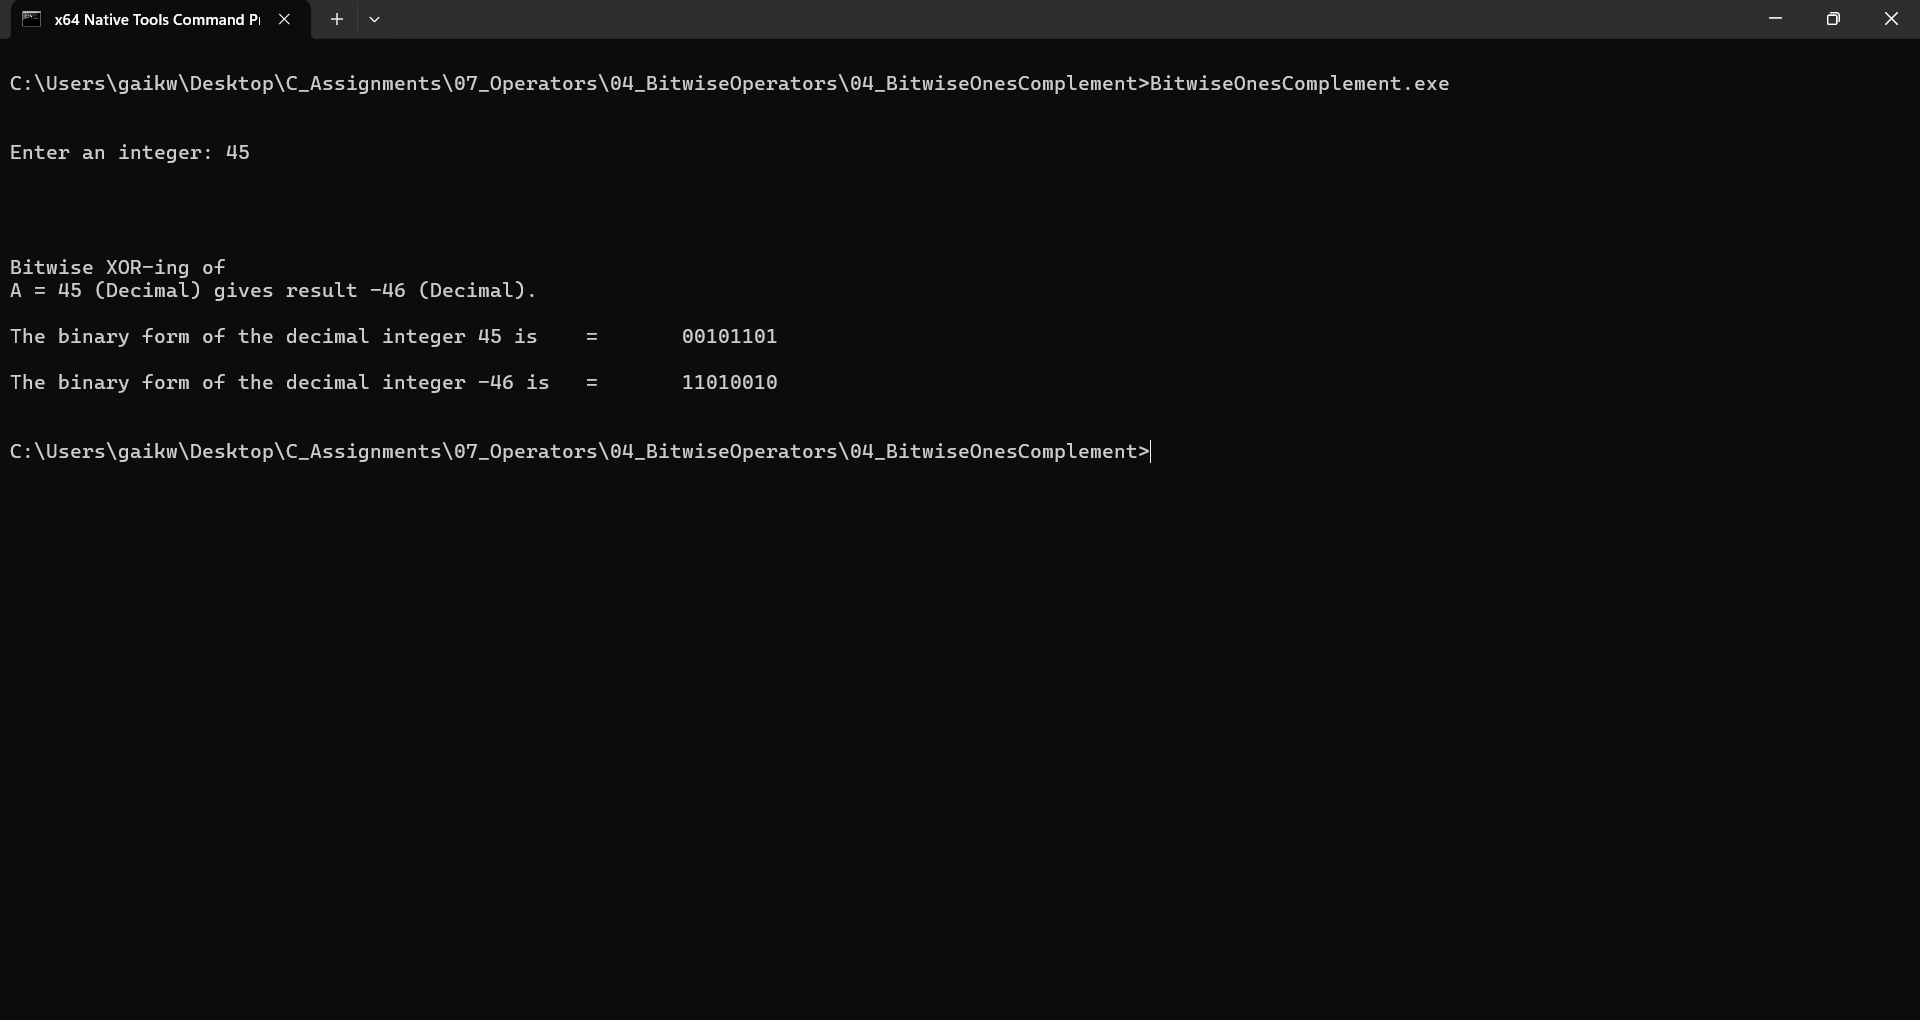 x64 Native Tools Command P
C:\Users\gaikw\Desktop\C_Assignments\07_Operators\04_BitwiseOperators\04_BitwiseOnesComplement>BitwiseOnesComplement.exe
Enter an integer: 45
Bitwise XOR-ing of
A = 45 (Decimal) gives result -46 (Decimal).
The binary form of the decimal integer 45 is    =       00101101
The binary form of the decimal integer -46 is   =       11010010
C:\Users\gaikw\Desktop\C_Assignments\07_Operators\04_BitwiseOperators\04_BitwiseOnesComplement>